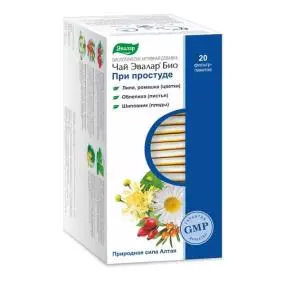 Эвалар
БИОЛОГИЧЕСКИ АКТИВНАЯ ДОБАВКА
Чай Эвалар Био
При простуде
• Липа, ромашка (цветки)
• Облепиха (листья)
• Шиповник (плоды)
20
фильтр-
пакетов
GMP
Природная сила Алтая